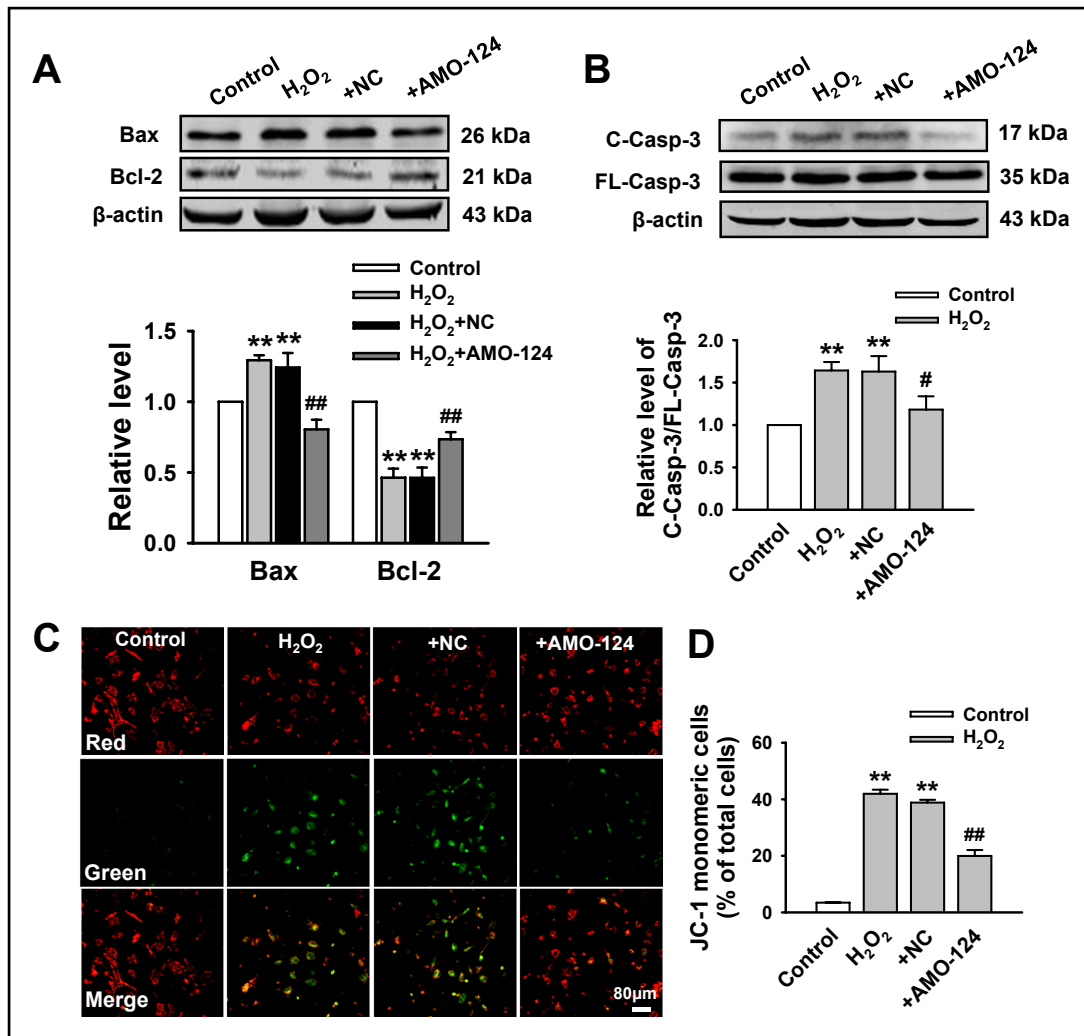 A
Control H₂O₂ +NC +AMO-124
Bax 26 kDa
Bcl-2 21 kDa
β-actin 43 kDa
Control
H₂O₂
H₂O₂+NC
H₂O₂+AMO-124
Relative level
1.5
1.0
0.5
0.0
** ** ##
** ** ##
Bax Bcl-2
B
Control H₂O₂ +NC +AMO-124
C-Casp-3 17 kDa
FL-Casp-3 35 kDa
β-actin 43 kDa
Control
H₂O₂
Relative level of
C-Casp-3/FL-Casp-3
2.0
1.5
1.0
0.5
0.0
** ** #
Control H₂O₂ +NC +AMO-124
C
Control H₂O₂ +NC +AMO-124
Red
Green
Merge
80µm
D
Control
H₂O₂
JC-1 monomeric cells
(% of total cells)
60
40
20
0
** ** ##
Control H₂O₂ +NC +AMO-124